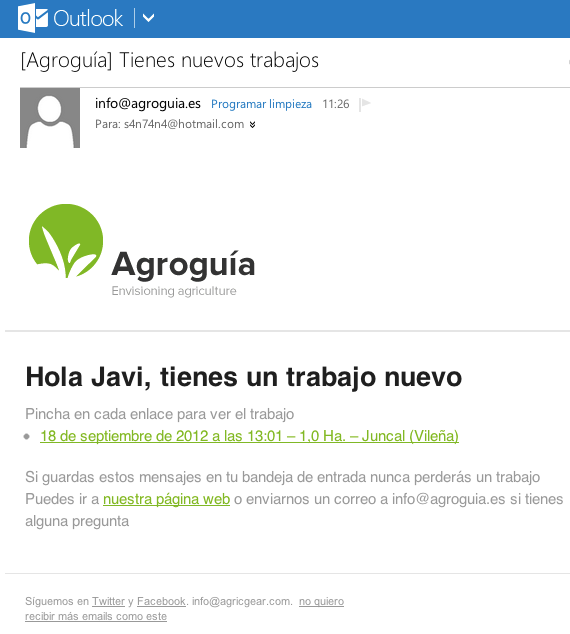 Outlook
[Agroguía] Tienes nuevos trabajos
info@agroguia.es Programar limpieza 11:26
Para: s4n74n4@hotmail.com
Agroguía
Envisioning agriculture
Hola Javi, tienes un trabajo nuevo
Pincha en cada enlace para ver el trabajo
• 18 de septiembre de 2012 a las 13:01 – 1,0 Ha. – Juncal (Vileña)
Si guardas estos mensajes en tu bandeja de entrada nunca perderás un trabajo
Puedes ir a nuestra página web o enviarnos un correo a info@agroguia.es si tienes
alguna pregunta
Síguemos en Twitter y Facebook. info@agricgear.com. no quiero
recibir más emails como este